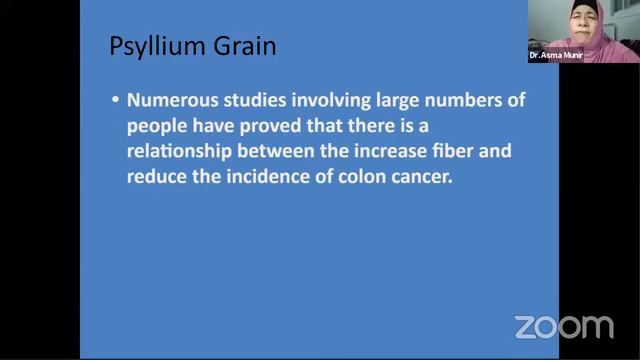 Psyllium Grain
Dr.Asma Munir
• Numerous studies involving large numbers of
people have proved that there is a
relationship between the increase fiber and
reduce the incidence of colon cancer.
zoom